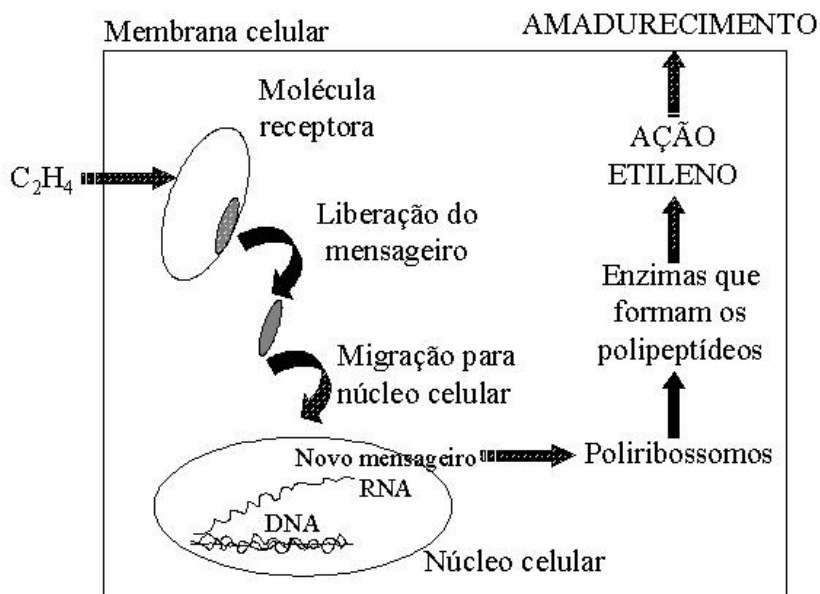 Membrana celular
AMADURECIMENTO
Molécula
receptora
C₂H₄
Liberação do
mensageiro
Migração para
núcleo celular
Novo mensageiro
RNA
DNA
Núcleo celular
Poliribossomos
Enzimas que
formam os
polipeptídeos
AÇÃO
ETILENO